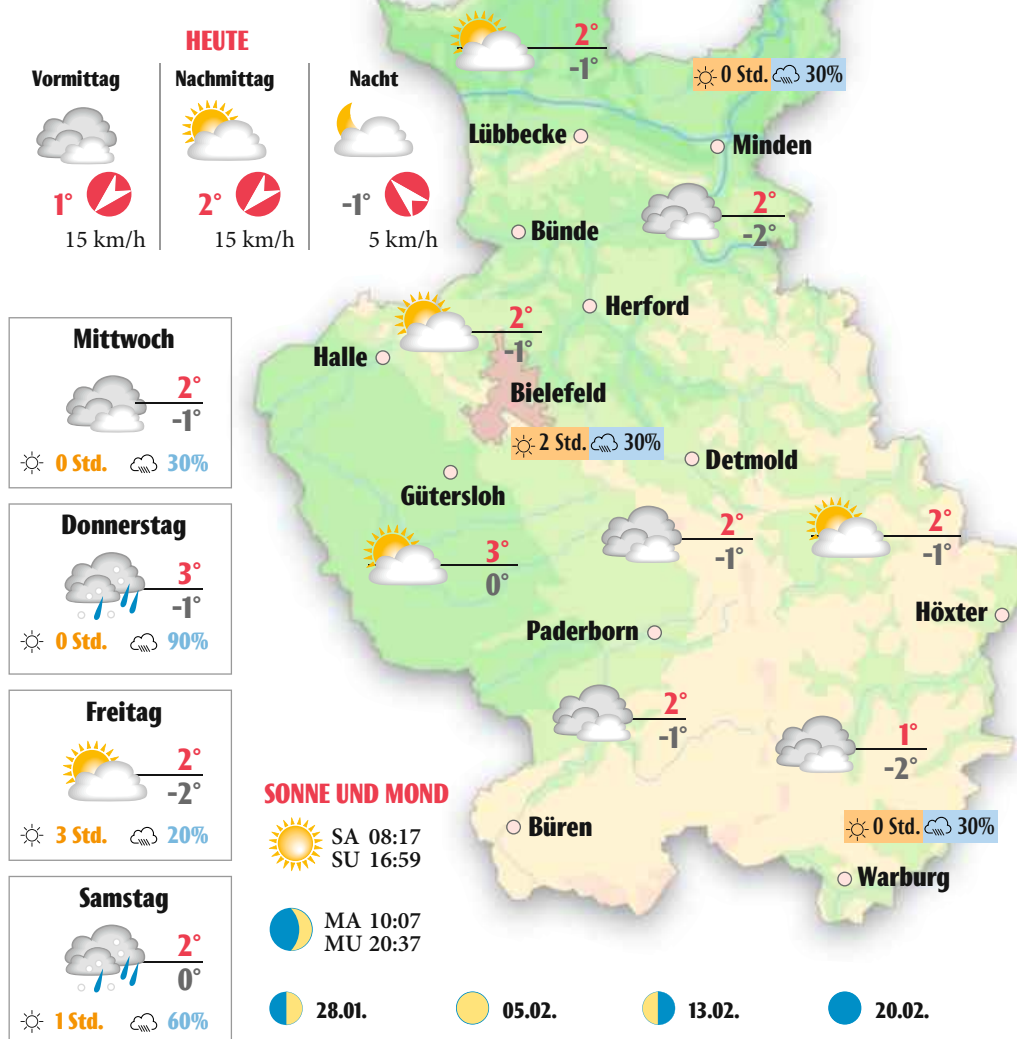 HEUTE
Vormittag
1°
15 km/h
Nachmittag
2°
15 km/h
Nacht
-1°
5 km/h
Mittwoch
2°
-1°
0 Std. 30%
Donnerstag
3°
-1°
0 Std. 90%
Freitag
2°
-2°
3 Std. 20%
Samstag
2°
0°
1 Std. 60%
2°
-1°
0 Std. 30%
Lübbecke
Minden
2°
-2°
Bünde
Herford
2°
-1°
Halle
Bielefeld
2 Std. 30%
Detmold
Gütersloh
2°
-1°
2°
-1°
3°
0°
Höxter
Paderborn
2°
-1°
1°
-2°
Büren
0 Std. 30%
Warburg
SONNE UND MOND
SA 08:17
SU 16:59
MA 10:07
MU 20:37
28.01. 05.02. 13.02. 20.02.